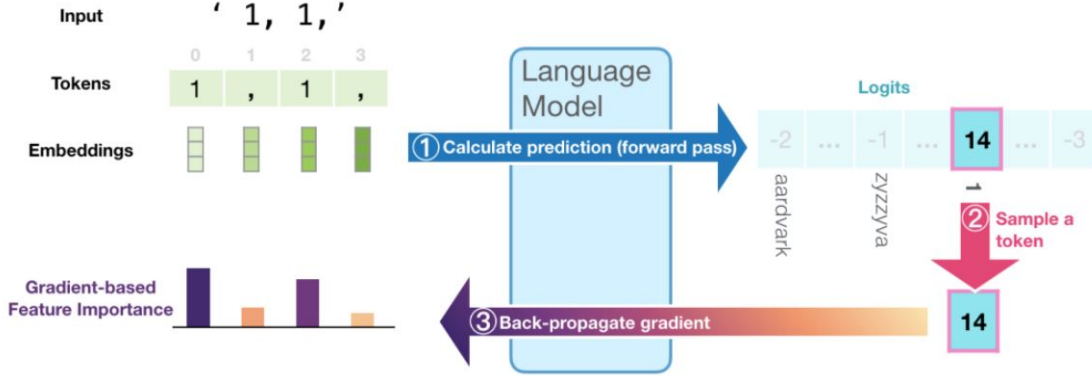 Input
' 1, 1,'
0 1 2 3
Tokens
1 , 1 ,
Embeddings
Language
Model
① Calculate prediction (forward pass)
Logits
-2 ... -1 ... 14 ... -3
aardvark
zyzzyva
1
② Sample a
token
14
③ Back-propagate gradient
Gradient-based
Feature Importance